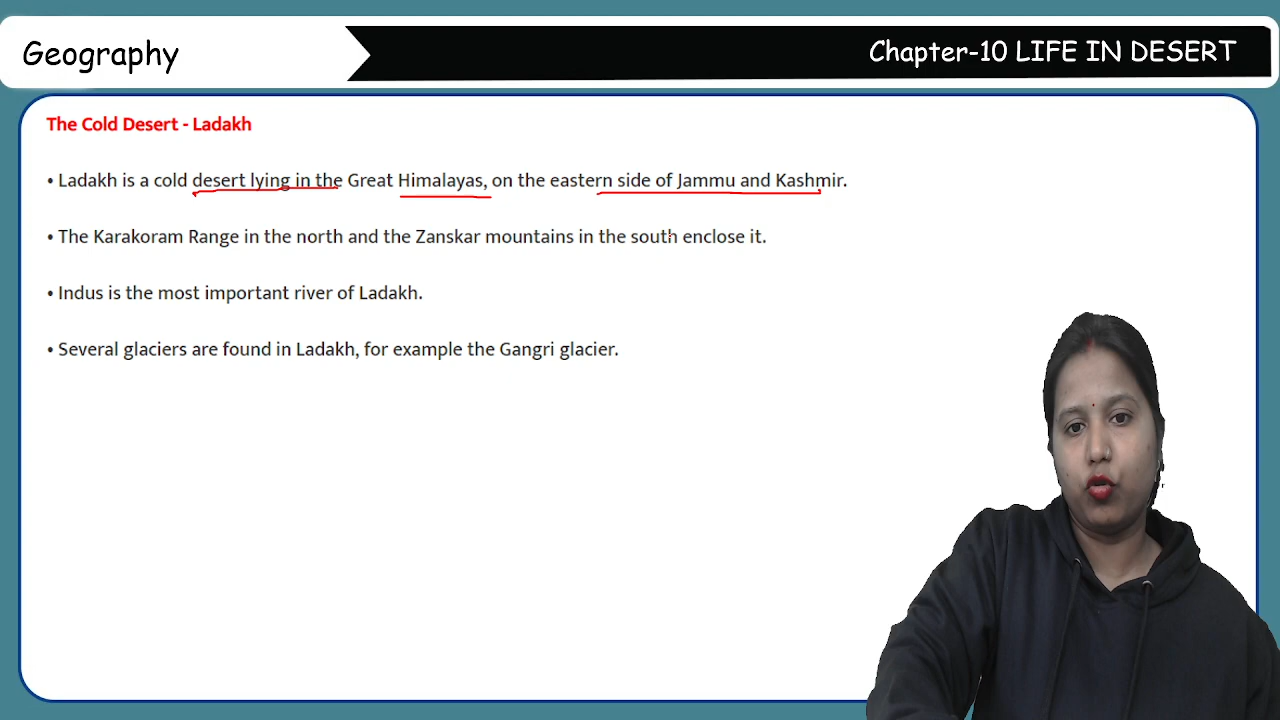 Geography
Chapter-10 LIFE IN DESERT
The Cold Desert - Ladakh
• Ladakh is a cold desert lying in the Great Himalayas, on the eastern side of Jammu and Kashmir.
• The Karakoram Range in the north and the Zanskar mountains in the south enclose it.
• Indus is the most important river of Ladakh.
• Several glaciers are found in Ladakh, for example the Gangri glacier.